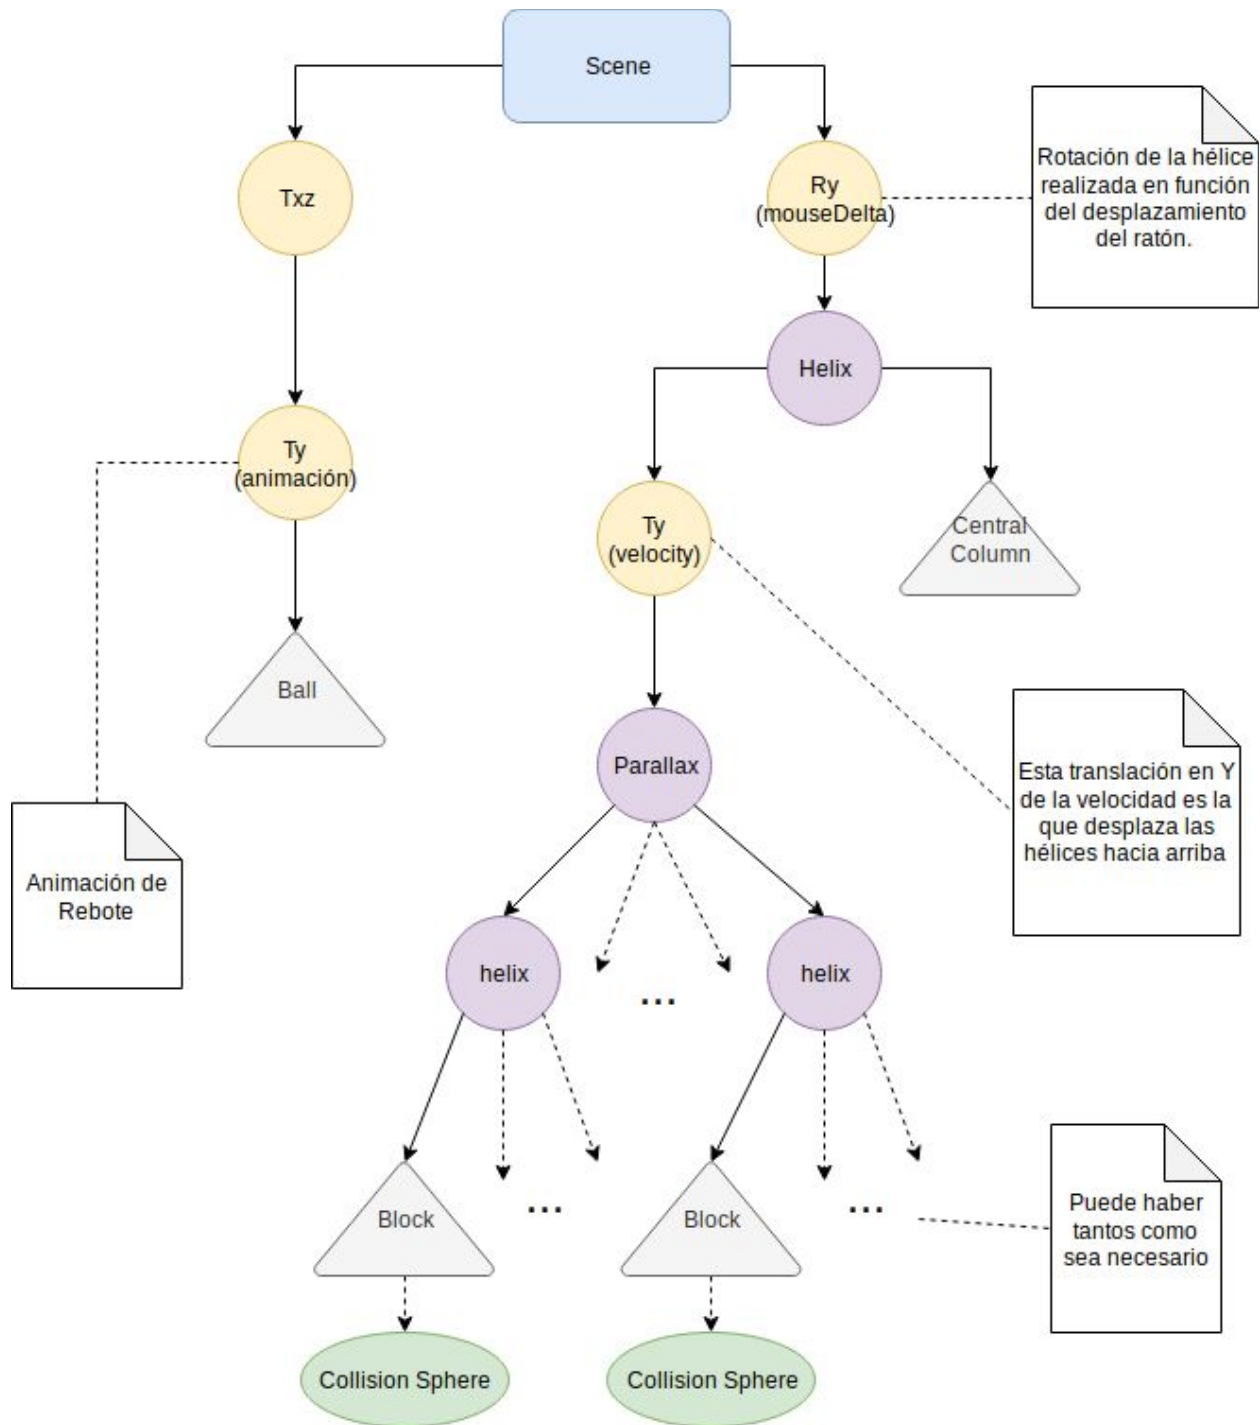 Scene
Txz
Ry
(mouseDelta)
Rotación de la hélice
realizada en función
del desplazamiento
del ratón.
Helix
Ty
(animación)
Ty
(velocity)
Central
Column
Ball
Parallax
Esta translación en Y
de la velocidad es la
que desplaza las
hélices hacia arriba
Animación de
Rebote
helix
...
helix
Block
...
Block
...
Puede haber
tantos como
sea necesario
Collision Sphere
Collision Sphere